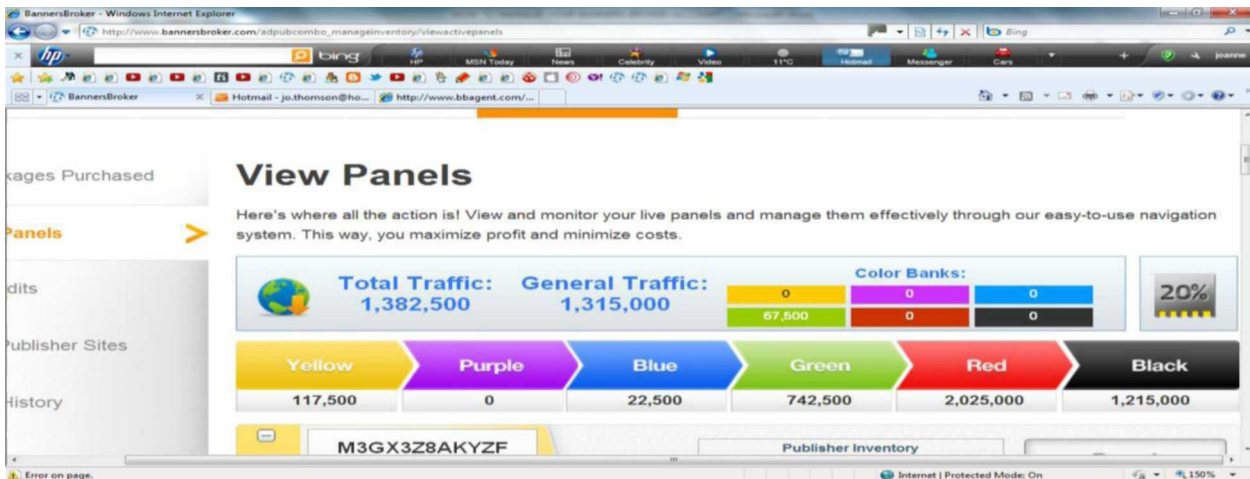 BannersBroker - Windows Internet Explorer
http://www.bannersbroker.com/adpubcombo_manageinventory/viewactivepanels
Bing
hp
bing
HP
MSN Today
News
Celebrity
Video
11°C
Hotmail
Messenger
Cars
joanne
BannersBroker
Hotmail - jo.thomson@ho...
http://www.bbagent.com/...
kages Purchased
Panels
dits
Publisher Sites
History
View Panels
Here's where all the action is! View and monitor your live panels and manage them effectively through our easy-to-use navigation
system. This way, you maximize profit and minimize costs.
Total Traffic:
1,382,500
General Traffic:
1,315,000
Color Banks:
0 0 0
67,500 0 0
20%
Yellow Purple Blue Green Red Black
117,500 0 22,500 742,500 2,025,000 1,215,000
M3GX3Z8AKYZF
Publisher Inventory
Error on page.
Internet | Protected Mode: On
150%